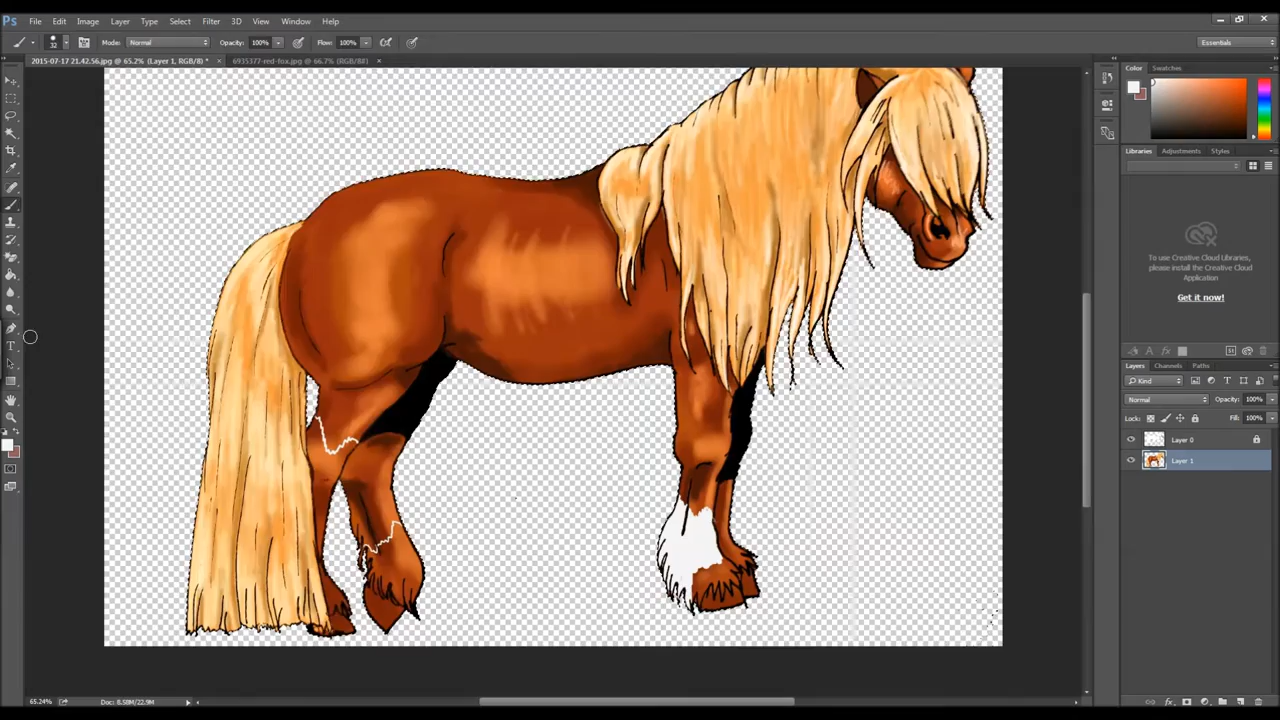 Ps File Edit Image Layer Type Select Filter 3D View Window Help
32 Mode: Normal Opacity: 100% Flow: 100% Essentials
2015-07-17 21.42.56.jpg @ 65.2% (Layer 1, RGB/8) * × 6935377-red-fox.jpg @ 66.7% (RGB/8#) ×
Color Swatches
Libraries Adjustments Styles
To use Creative Cloud Libraries,
please install the Creative Cloud
Application
Get it now!
Layers Channels Paths
Kind
Normal Opacity: 100%
Lock: Fill: 100%
Layer 0
Layer 1
65.24% Doc: 8.58M/22.9M